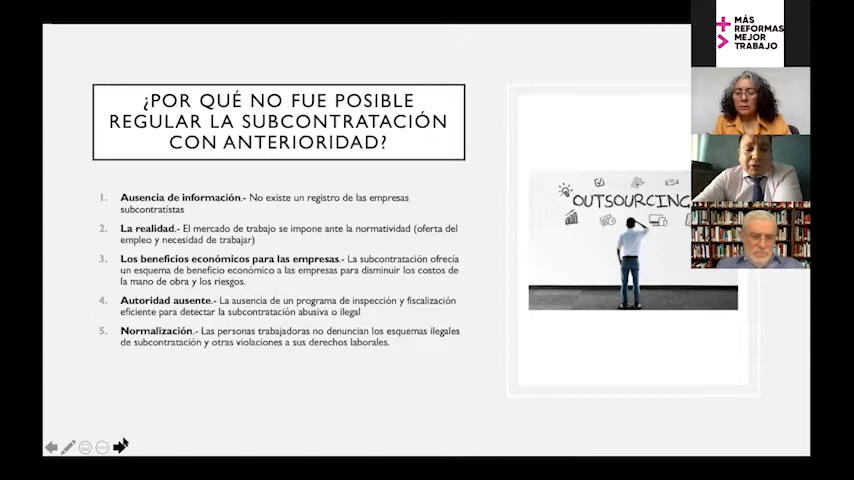 ¿POR QUÉ NO FUE POSIBLE
REGULAR LA SUBCONTRATACIÓN
CON ANTERIORIDAD?
1. Ausencia de información.- No existe un registro de las empresas
subcontratistas
2. La realidad.- El mercado de trabajo se impone ante la normatividad (oferta del
empleo y necesidad de trabajar)
3. Los beneficios económicos para las empresas.- La subcontratación ofrecía
un esquema de beneficio económico a las empresas para disminuir los costos de
la mano de obra y los riesgos.
4. Autoridad ausente.- La ausencia de un programa de inspección y fiscalización
eficiente para detectar la subcontratación abusiva o ilegal
5. Normalización.- Las personas trabajadoras no denuncian los esquemas ilegales
de subcontratación y otras violaciones a sus derechos laborales.
OUTSOURCING
MÁS
REFORMAS
MEJOR
TRABAJO